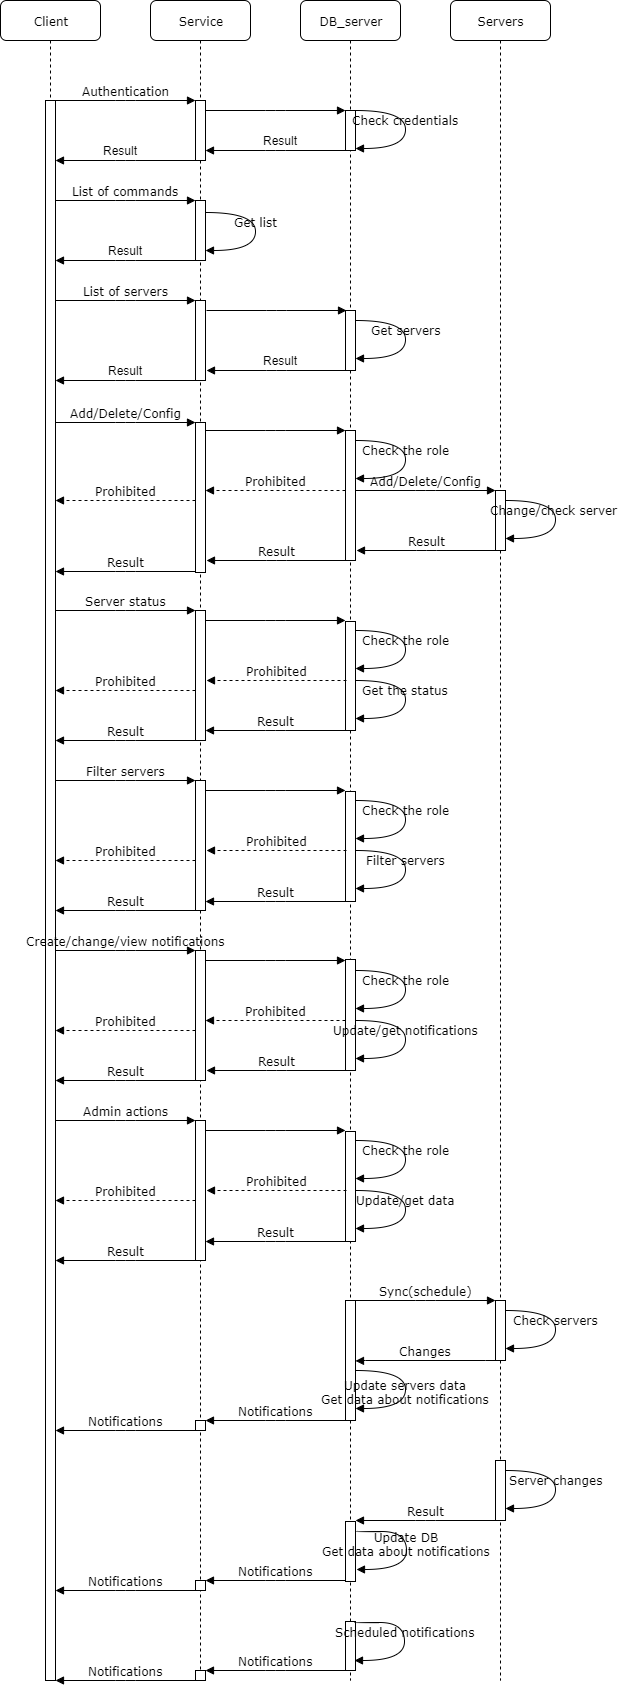 Client
Service
DB_server
Servers
Authentication
Check credentials
Result
Result
List of commands
Get list
Result
List of servers
Get servers
Result
Result
Add/Delete/Config
Check the role
Prohibited
Add/Delete/Config
Prohibited
Change/check server
Result
Result
Result
Server status
Check the role
Prohibited
Prohibited
Get the status
Result
Result
Filter servers
Check the role
Prohibited
Prohibited
Filter servers
Result
Result
Create/change/view notifications
Check the role
Prohibited
Prohibited
Update/get notifications
Result
Result
Admin actions
Check the role
Prohibited
Prohibited
Update/get data
Result
Result
Sync(schedule)
Check servers
Changes
Update servers data
Get data about notifications
Notifications
Notifications
Server changes
Result
Update DB
Get data about notifications
Notifications
Notifications
Scheduled notifications
Notifications
Notifications